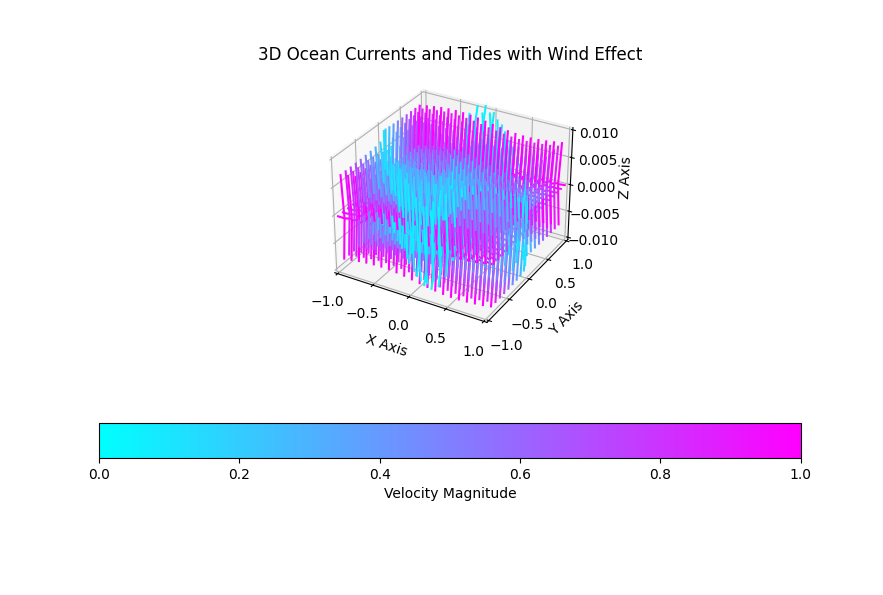 3D Ocean Currents and Tides with Wind Effect
0.010
0.005
0.000
−0.005
−0.010
Z Axis
1.0
0.5
0.0
−0.5
−1.0
Y Axis
−1.0
−0.5
0.0
0.5
1.0
X Axis
0.0 0.2 0.4 0.6 0.8 1.0
Velocity Magnitude